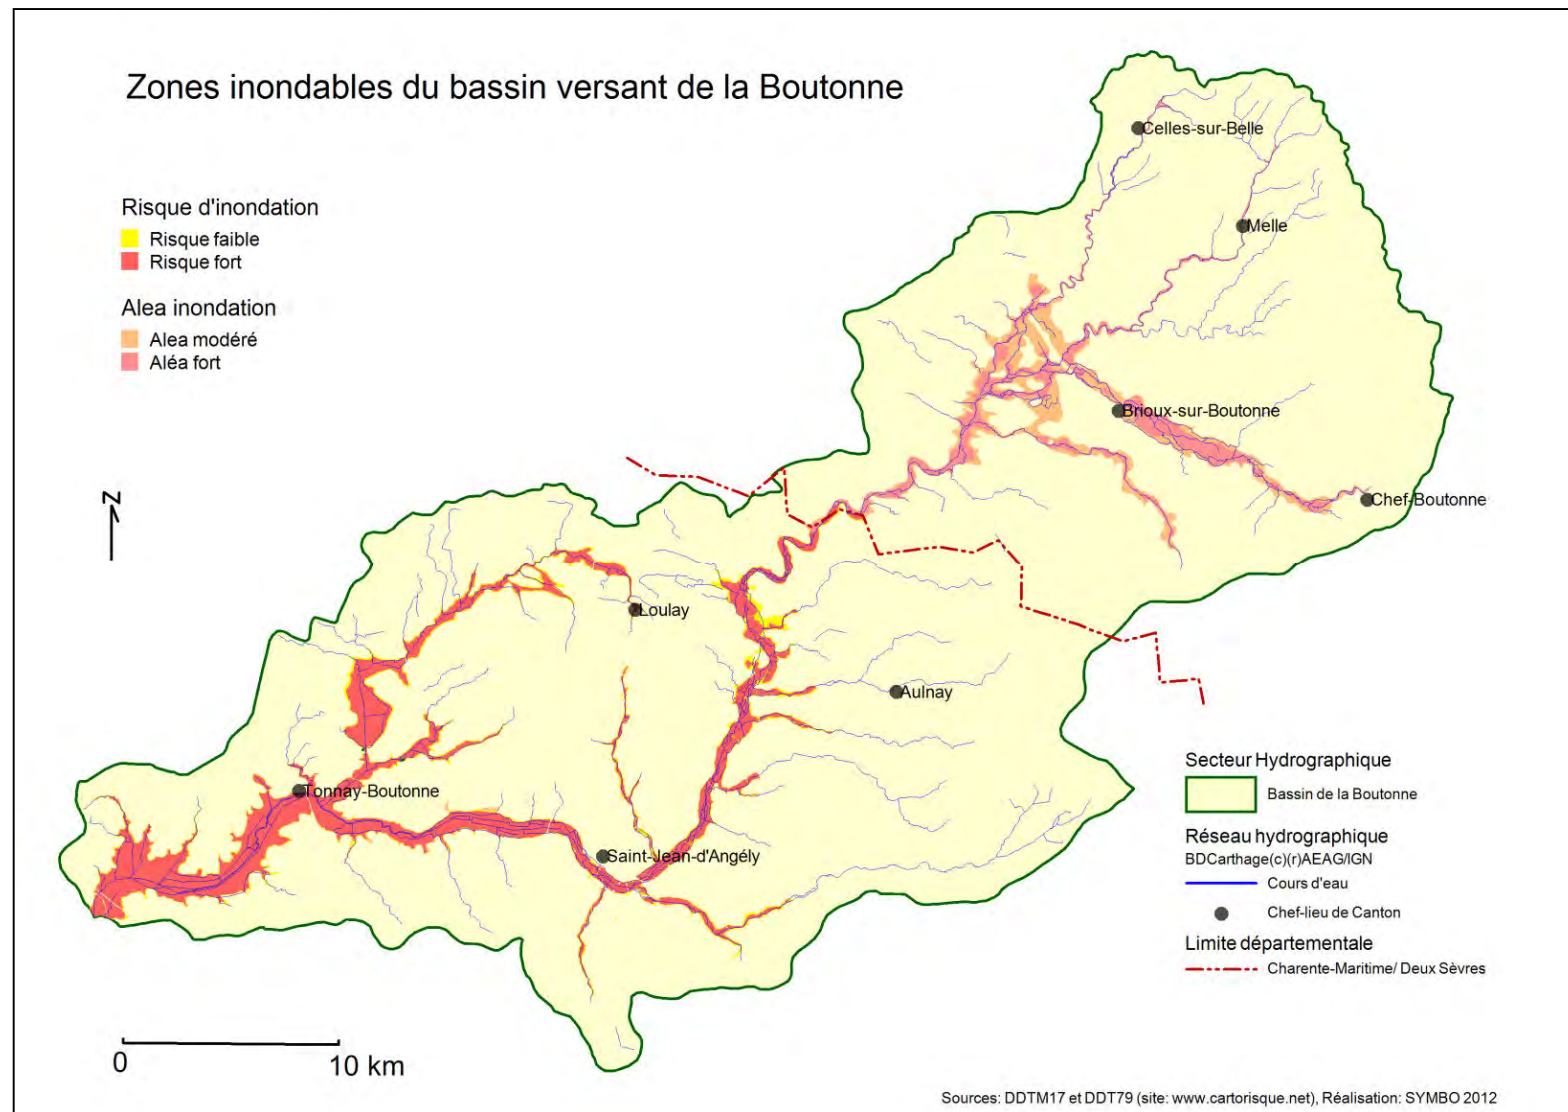 Zones inondables du bassin versant de la Boutonne
Risque d'inondation
Risque faible
Risque fort
Alea inondation
Alea modéré
Aléa fort
Celles-sur-Belle
Melle
Brioux-sur-Boutonne
Chef-Boutonne
N
Loulay
Aulnay
Tonnay-Boutonne
Saint-Jean-d'Angély
Secteur Hydrographique
Bassin de la Boutonne
Réseau hydrographique
BDCarthage(c)(r)AEAG/IGN
Cours d'eau
Chef-lieu de Canton
Limite départementale
Charente-Maritime/ Deux Sèvres
0
10 km
Sources: DDTM17 et DDT79 (site: www.cartorisque.net), Réalisation: SYMBO 2012